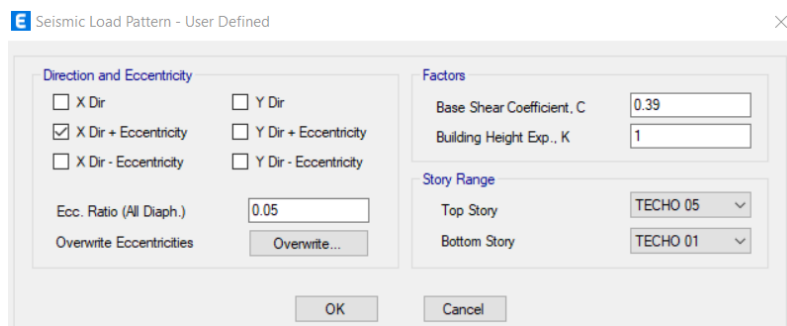 E Seismic Load Pattern - User Defined
Direction and Eccentricity
X Dir Y Dir
X Dir + Eccentricity Y Dir + Eccentricity
X Dir - Eccentricity Y Dir - Eccentricity
Ecc. Ratio (All Diaph.) 0.05
Overwrite Eccentricities Overwrite...
Factors
Base Shear Coefficient, C 0.39
Building Height Exp., K 1
Story Range
Top Story TECHO 05
Bottom Story TECHO 01
OK Cancel